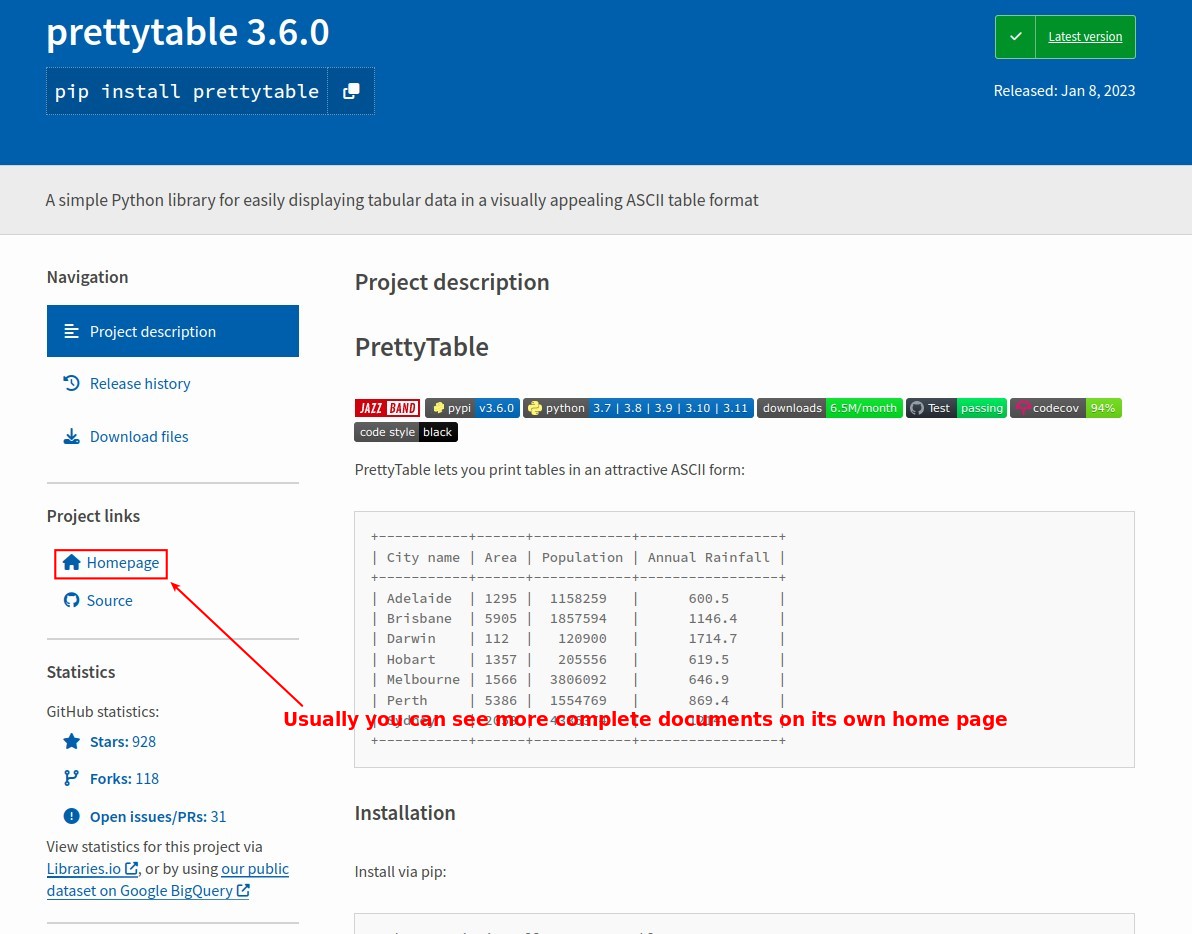 prettytable 3.6.0
Latest version
pip install prettytable
Released: Jan 8, 2023
A simple Python library for easily displaying tabular data in a visually appealing ASCII table format
Navigation
Project description
Release history
Download files
Project links
Homepage
Source
Statistics
GitHub statistics:
Stars: 928
Forks: 118
Open issues/PRs: 31
View statistics for this project via
Libraries.io, or by using our public
dataset on Google BigQuery
Project description
PrettyTable
JAZZ BAND pypi v3.6.0 python 3.7 | 3.8 | 3.9 | 3.10 | 3.11 downloads 6.5M/month Test passing codecov 94%
code style black
PrettyTable lets you print tables in an attractive ASCII form:
+-----------+------+------------+-----------------+
| City name | Area | Population | Annual Rainfall |
+-----------+------+------------+-----------------+
| Adelaide  | 1295 |  1158259   |      600.5      |
| Brisbane  | 5905 |  1857594   |      1146.4     |
| Darwin    | 112  |   120900   |      1714.7     |
| Hobart    | 1357 |   205556   |      619.5      |
| Melbourne | 1566 |  3806092   |      646.9      |
| Perth     | 5386 |  1554769   |      869.4      |
Usually you can see more complete documents on its own home page
+-----------+------+------------+-----------------+
Installation
Install via pip: